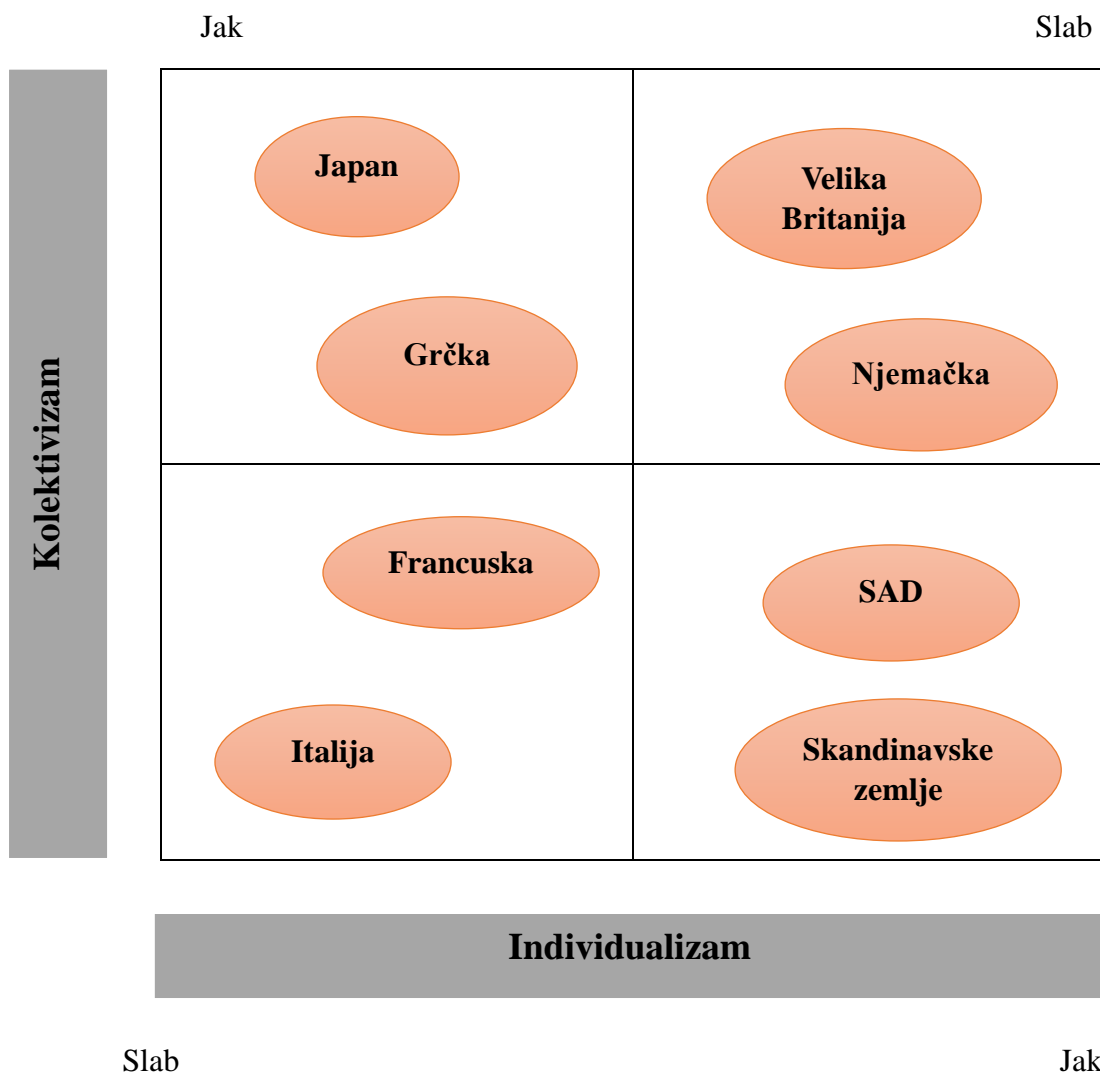 Jak
Slab
Japan
Velika
Britanija
Grčka
Njemačka
Kolektivizam
Francuska
SAD
Italija
Skandinavske
zemlje
Individualizam
Slab
Jak